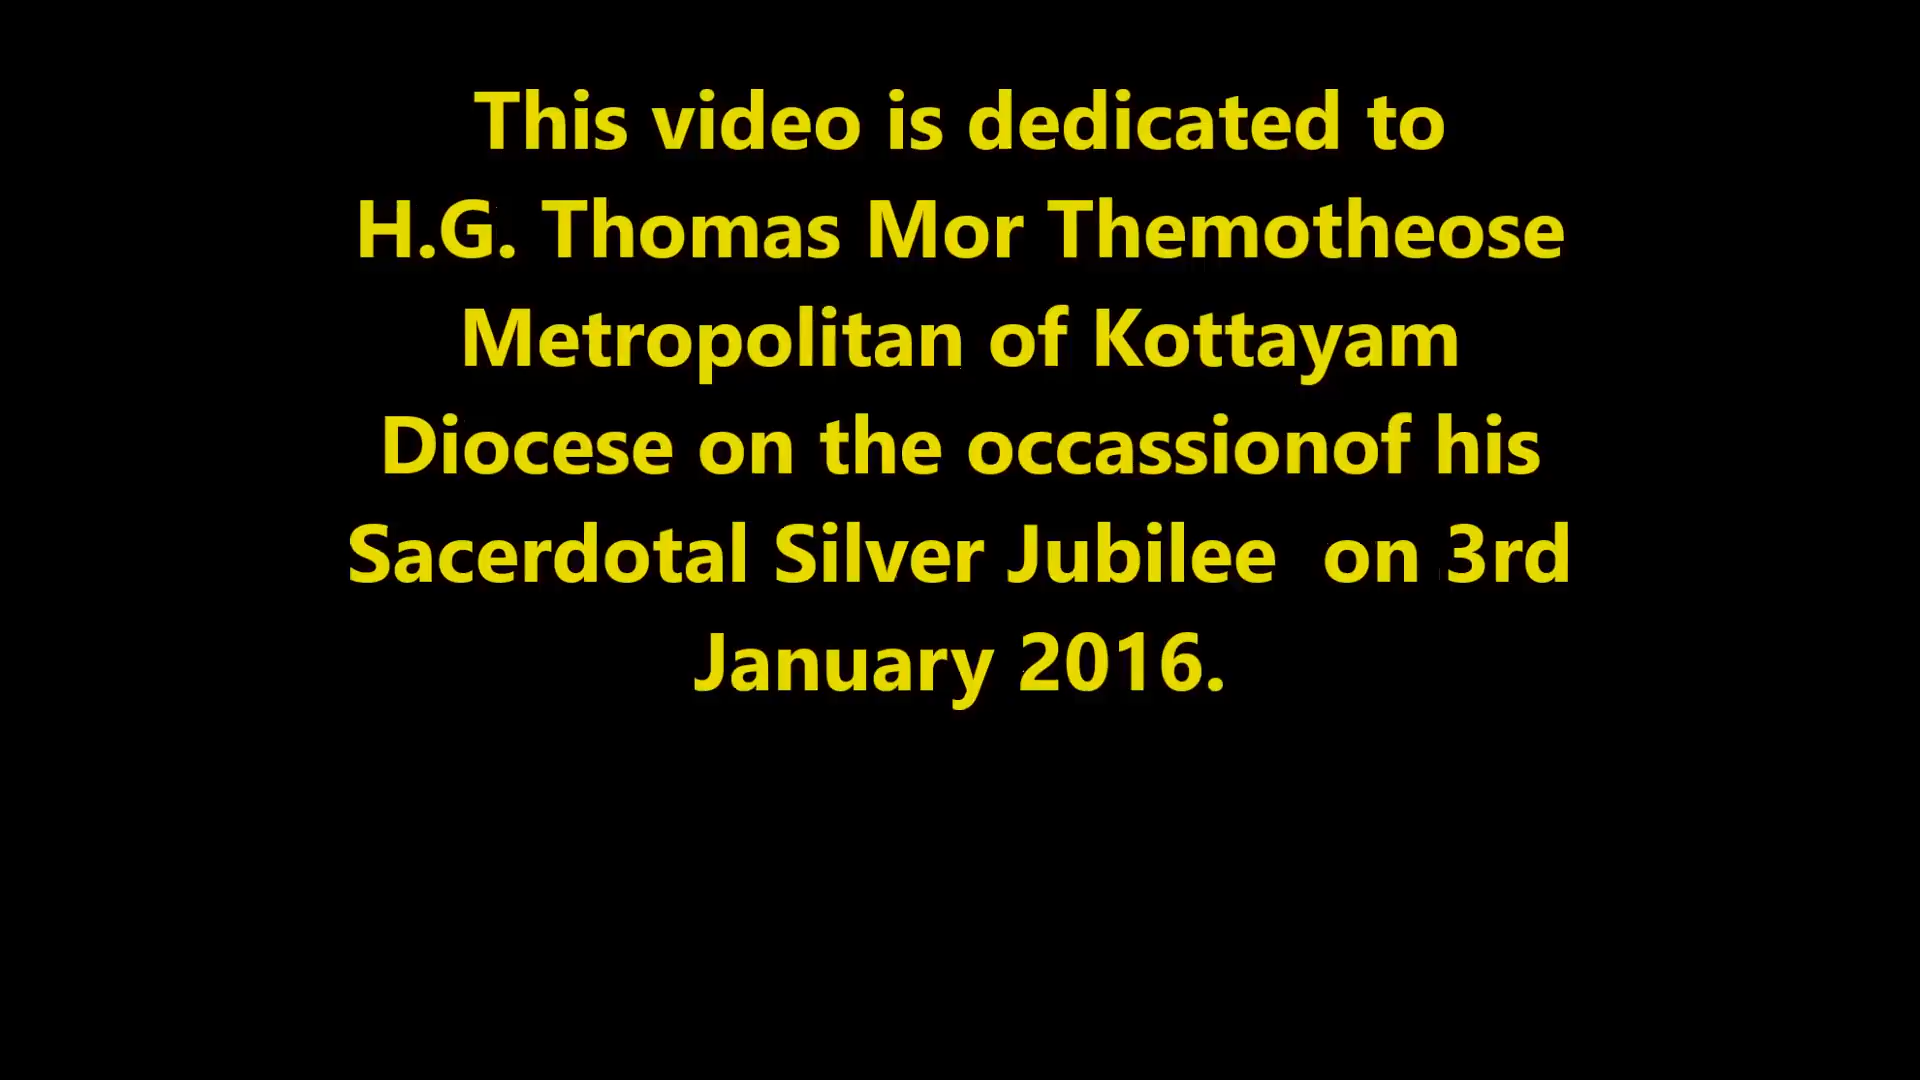 This video is dedicated to
H.G. Thomas Mor Themotheose
Metropolitan of Kottayam
Diocese on the occassionof his
Sacerdotal Silver Jubilee  on 3rd
January 2016.